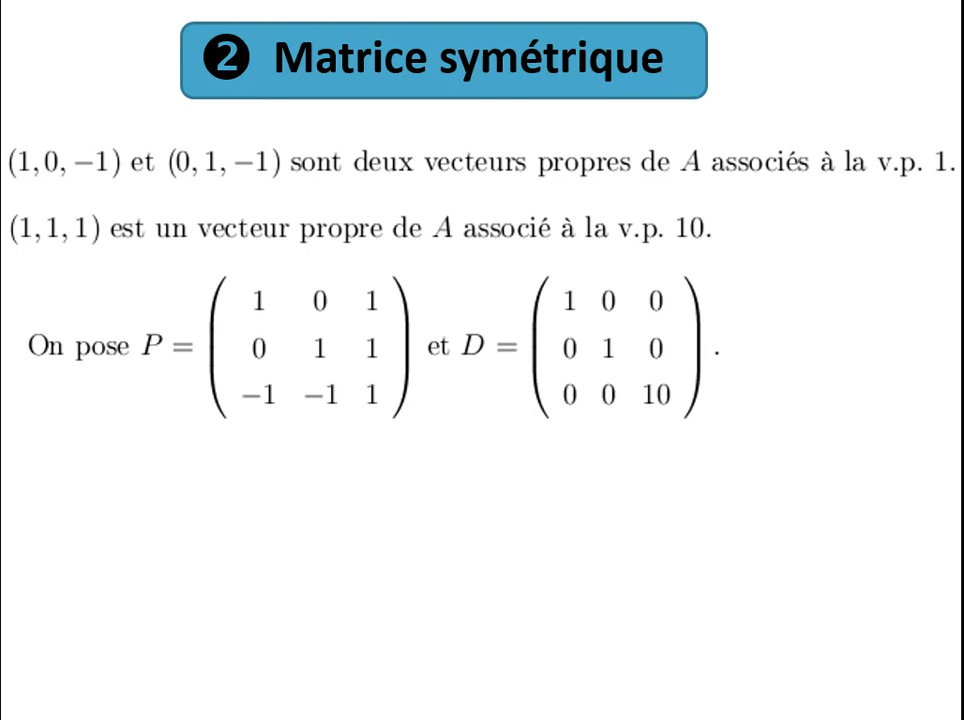 ❷ Matrice symétrique
(1, 0, −1) et (0, 1, −1) sont deux vecteurs propres de A associés à la v.p. 1.
(1, 1, 1) est un vecteur propre de A associé à la v.p. 10.
1 0 1 1 0 0
On pose P = ( 0 1 1 ) et D = ( 0 1 0 ) .
−1 −1 1 0 0 10